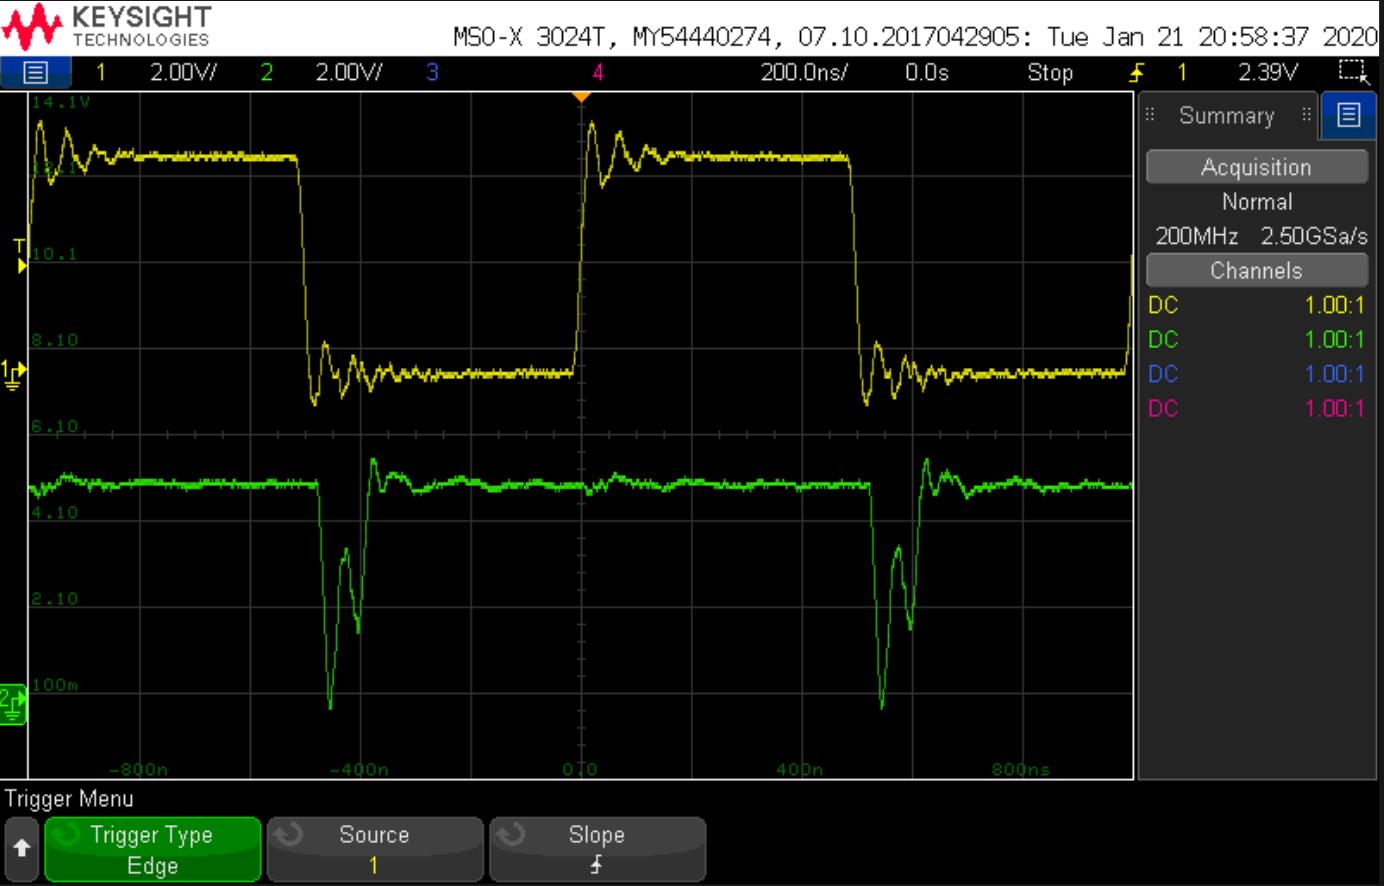 KEYSIGHT
TECHNOLOGIES
MSO-X 3024T, MY54440274, 07.10.2017042905: Tue Jan 21 20:58:37 2020
1 2.00V/ 2 2.00V/ 3 4 200.0ns/ 0.0s Stop 1 2.39V
14.1V
12.1
10.1
8.10
6.10
4.10
2.10
100m
T
1
2
-800n -400n 0.0 400n 800ns
Summary
Acquisition
Normal
200MHz 2.50GSa/s
Channels
DC 1.00:1
DC 1.00:1
DC 1.00:1
DC 1.00:1
Trigger Menu
Trigger Type
Edge
Source
1
Slope